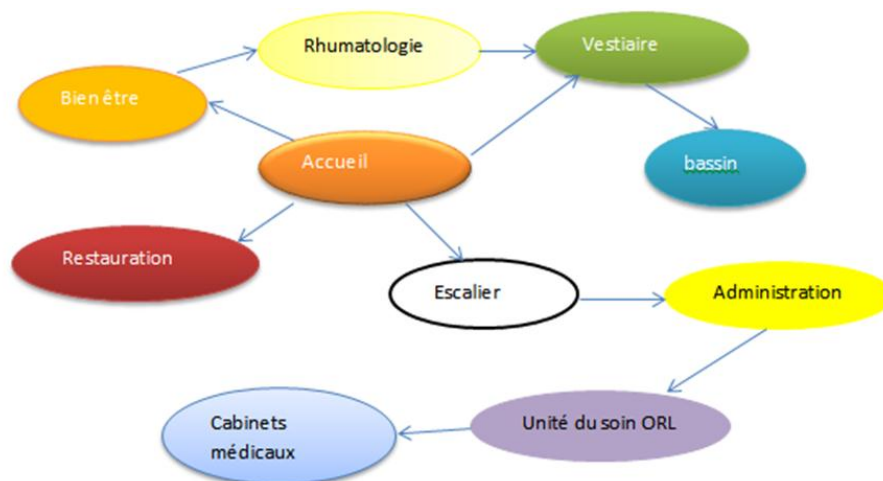 Rhumatologie
Vestiaire
Bien être
Accueil
bassin
Restauration
Escalier
Administration
Cabinets
médicaux
Unité du soin ORL